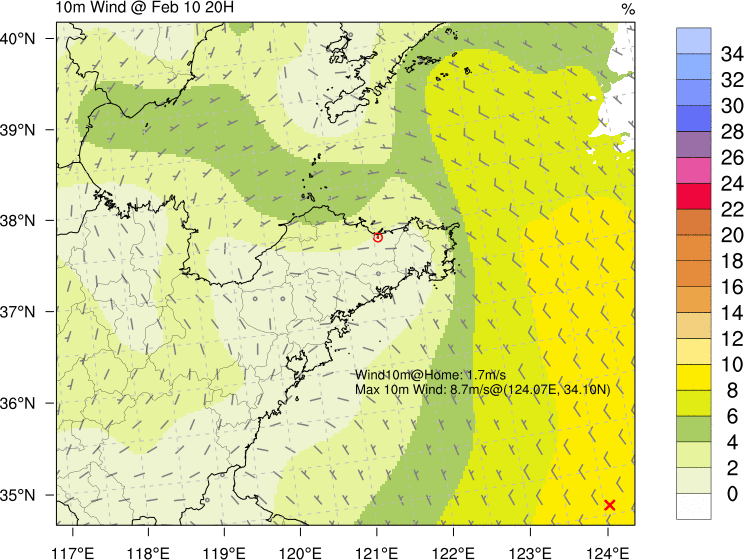 10m Wind @ Feb 10 20H
%
40°N
39°N
38°N
37°N
36°N
35°N
Wind10m@Home: 1.7m/s
Max 10m Wind: 8.7m/s@(124.07E, 34.10N)
117°E 118°E 119°E 120°E 121°E 122°E 123°E 124°E
34
32
30
28
26
24
22
20
18
16
14
12
10
8
6
4
2
0